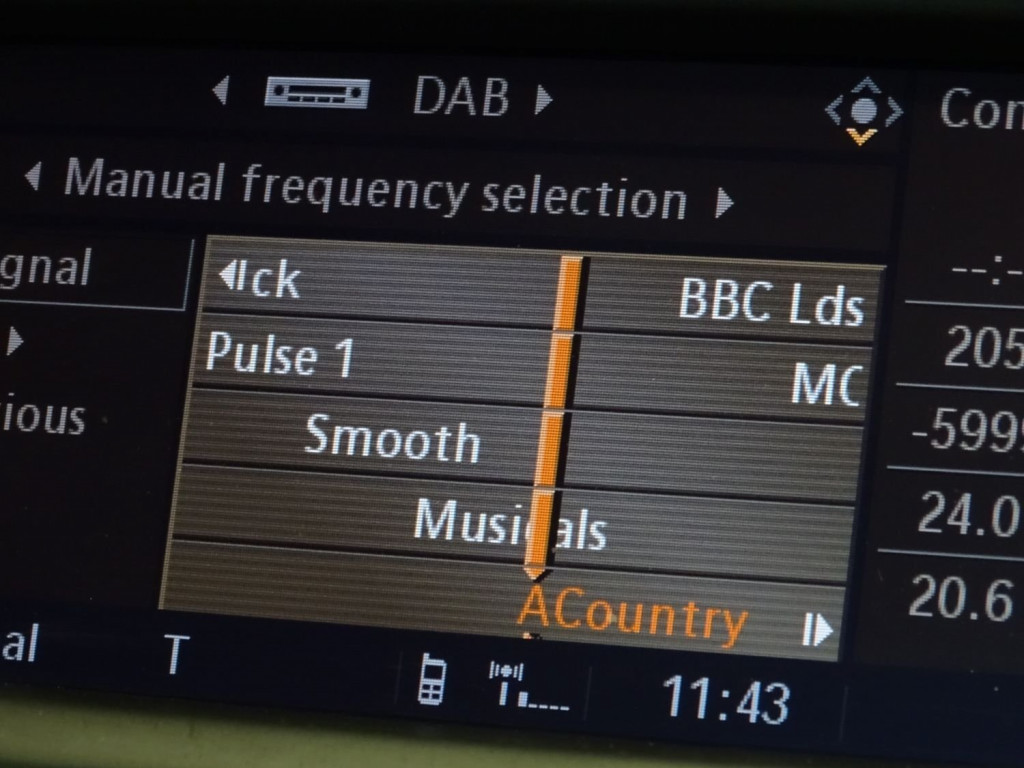 DAB
Con
Manual frequency selection
gnal
Ick
BBC Lds
--:-
Pulse 1
MC
205
ious
Smooth
-5999
Musicals
24.0
ACountry
20.6
al
T
11:43